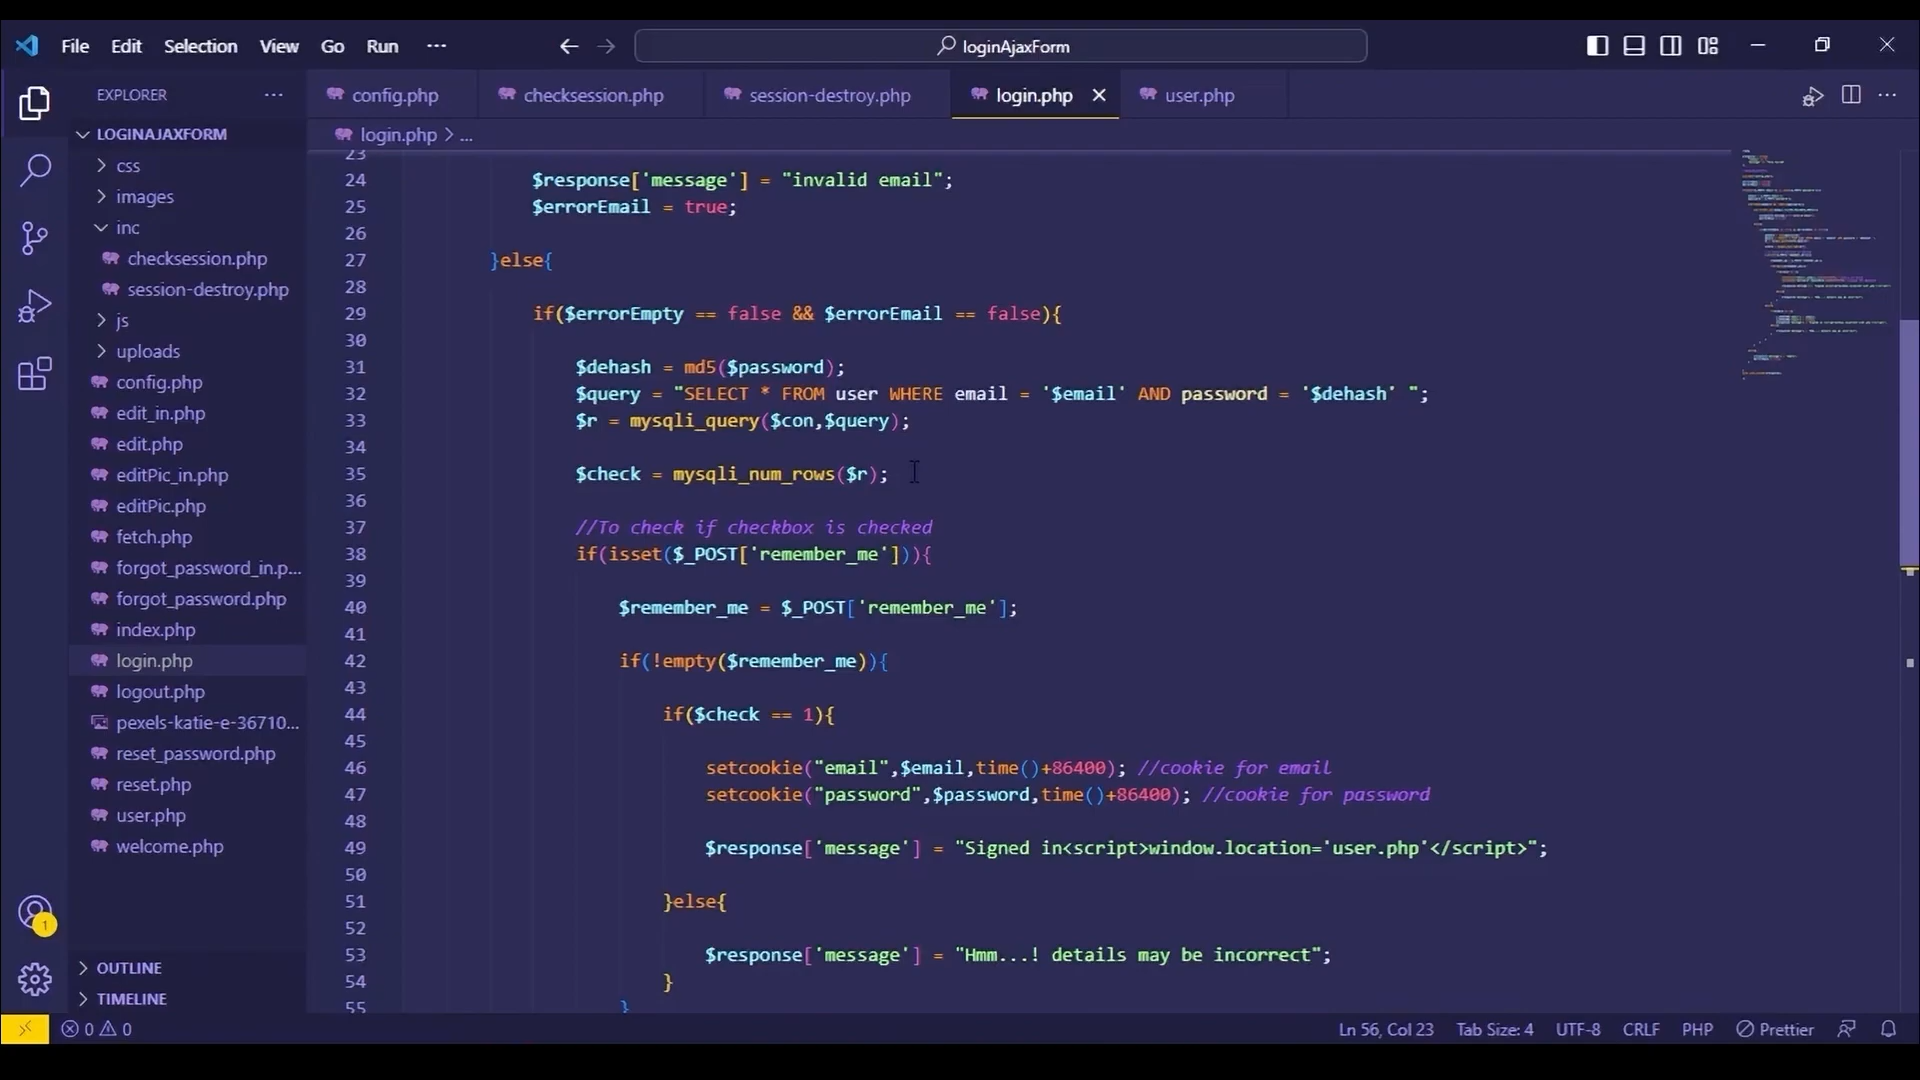 File Edit Selection View Go Run ...
loginAjaxForm
EXPLORER ...
config.php checksession.php session-destroy.php login.php user.php
LOGINAJAXFORM
login.php > ...
css
images
inc
checksession.php
session-destroy.php
js
uploads
config.php
edit_in.php
edit.php
editPic_in.php
editPic.php
fetch.php
forgot_password_in.p...
forgot_password.php
index.php
login.php
logout.php
pexels-katie-e-36710...
reset_password.php
reset.php
user.php
welcome.php
OUTLINE
TIMELINE
23
24 $response['message'] = "invalid email";
25 $errorEmail = true;
26
27 }else{
28
29 if($errorEmpty == false && $errorEmail == false){
30
31 $dehash = md5($password);
32 $query = "SELECT * FROM user WHERE email = '$email' AND password = '$dehash' ";
33 $r = mysqli_query($con,$query);
34
35 $check = mysqli_num_rows($r);
36
37 //To check if checkbox is checked
38 if(isset($_POST['remember_me'])){
39
40 $remember_me = $_POST['remember_me'];
41
42 if(!empty($remember_me)){
43
44 if($check == 1){
45
46 setcookie("email",$email,time()+86400); //cookie for email
47 setcookie("password",$password,time()+86400); //cookie for password
48
49 $response['message'] = "Signed in<script>window.location='user.php'</script>";
50
51 }else{
52
53 $response['message'] = "Hmm...! details may be incorrect";
54 }
55 }
1
0 0
Ln 56, Col 23 Tab Size: 4 UTF-8 CRLF PHP Prettier